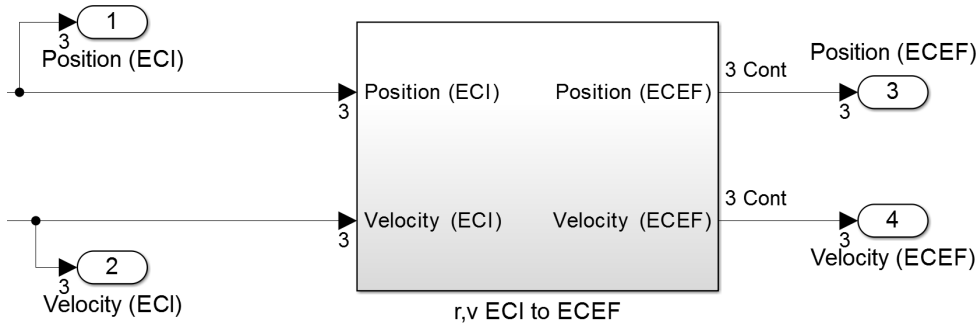 1
3
Position (ECI)
Position (ECEF)
3 Cont
Position (ECI)
Position (ECEF)
3
3
3
3 Cont
Velocity (ECI)
Velocity (ECEF)
4
3
3
2
3
Velocity (ECI)
Velocity (ECEF)
r,v ECI to ECEF